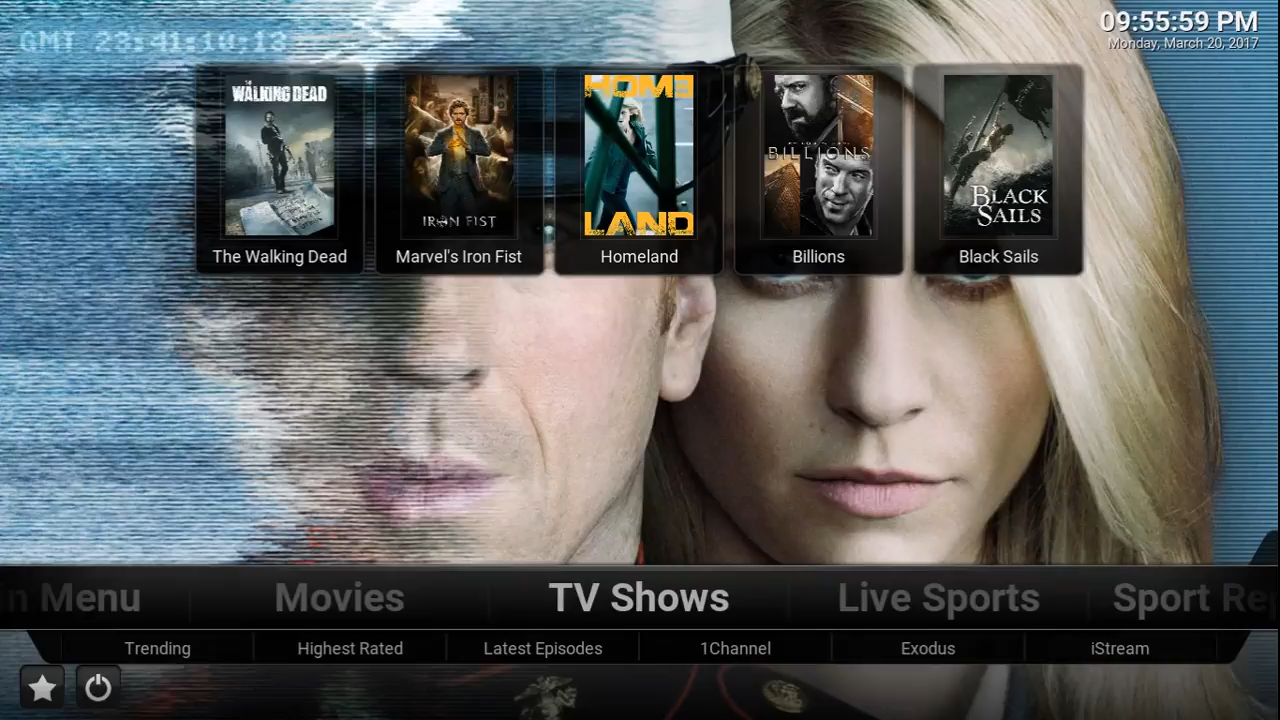 GMT 23:41:10:13
09:55:59 PM
Monday, March 20, 2017
THE WALKING DEAD
IRON FIST
HOME
LAND
BILLIONS
BLACK
SAILS
The Walking Dead
Marvel's Iron Fist
Homeland
Billions
Black Sails
n Menu
Movies
TV Shows
Live Sports
Sport Re
Trending
Highest Rated
Latest Episodes
1Channel
Exodus
iStream